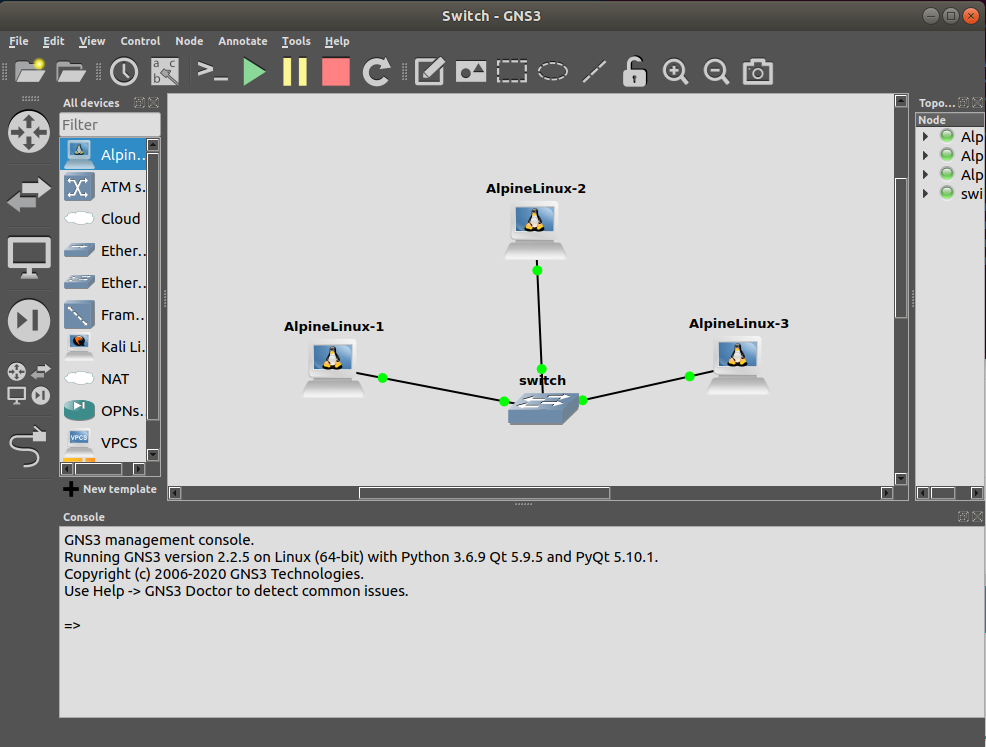 Switch - GNS3
File Edit View Control Node Annotate Tools Help
All devices
Filter
Alpin..
ATM s.
Cloud
Ether..
Ether..
Fram..
Kali Li.
NAT
OPNs.
VPCS
New template
AlpineLinux-2
AlpineLinux-1
AlpineLinux-3
switch
Topo...
Node
Alp
Alp
Alp
swi
Console
GNS3 management console.
Running GNS3 version 2.2.5 on Linux (64-bit) with Python 3.6.9 Qt 5.9.5 and PyQt 5.10.1.
Copyright (c) 2006-2020 GNS3 Technologies.
Use Help -> GNS3 Doctor to detect common issues.
=>